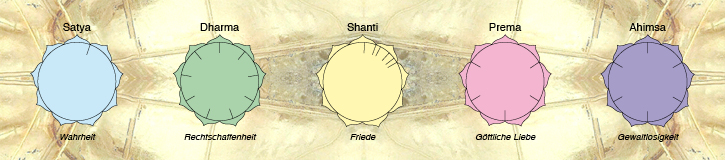 Satya
Dharma
Shanti
Prema
Ahimsa
Wahrheit
Rechtschaffenheit
Friede
Göttliche Liebe
Gewaltlosigkeit